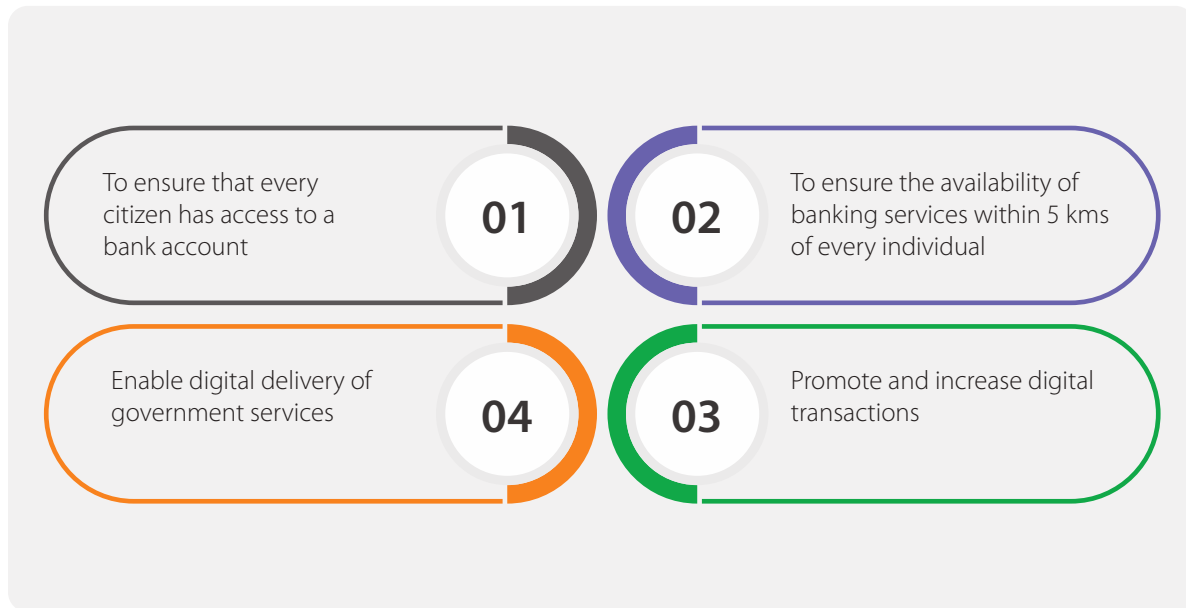 To ensure that every
citizen has access to a
bank account
01
02
To ensure the availability of
banking services within 5 kms
of every individual
Enable digital delivery of
government services
04
03
Promote and increase digital
transactions